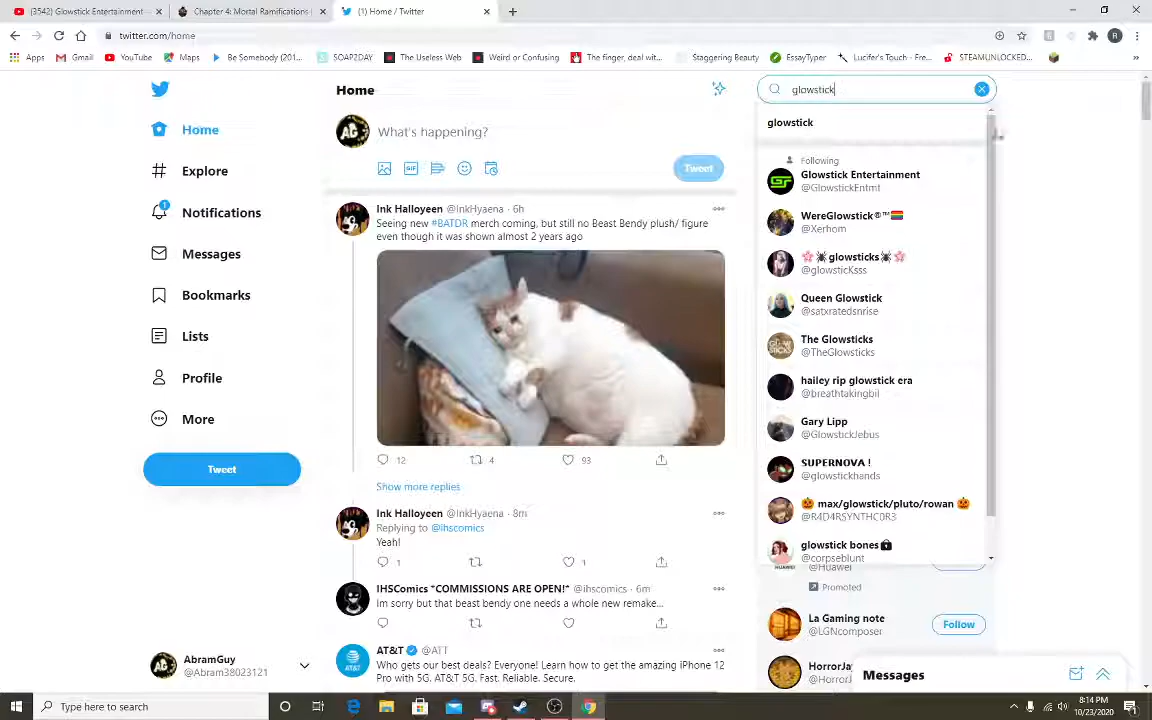 (3542) Glowstick Entertainment
Chapter 4: Mortal Ramifications
(1) Home / Twitter
twitter.com/home
Apps
Gmail
YouTube
Maps
Be Somebody (201...
SOAP2DAY
The Useless Web
Weird or Confusing
The finger, deal wit...
Staggering Beauty
EssayTyper
Lucifer's Touch - Fre...
STEAMUNLOCKED...
Home
Explore
Notifications
1
Messages
Bookmarks
Lists
Profile
More
Tweet
AbramGuy
@Abram38023121
Home
What's happening?
GIF
Tweet
Ink Halloyeen @InkHyaena · 6h
Seeing new #BATDR merch coming, but still no Beast Bendy plush/ figure
even though it was shown almost 2 years ago
12 4 93
Show more replies
Ink Halloyeen @InkHyaena · 8m
Replying to @ihscomics
Yeah!
1 1
IHSComics *COMMISSIONS ARE OPEN!* @ihscomics · 6m
Im sorry but that beast bendy one needs a whole new remake...
AT&T @ATT
Who gets our best deals? Everyone! Learn how to get the amazing iPhone 12
Pro with 5G. AT&T 5G. Fast. Reliable. Secure.
glowstick
glowstick
Following
Glowstick Entertainment
@GlowstickEntmt
WereGlowstick®™
@Xerhom
glowsticks
@glowsticKsss
Queen Glowstick
@satxratedsnrise
The Glowsticks
@TheGlowsticks
hailey rip glowstick era
@breathtakingbil
Gary Lipp
@GlowstickJebus
SUPERNOVA !
@glowstickhands
max/glowstick/pluto/rowan
@R4D4RSYNTHC0R3
glowstick bones
@corpseblunt
@Huawei
Promoted
La Gaming note
@LGNcomposer
Follow
HorrorJa
@HorrorJ
Messages
Type here to search
8:14 PM
10/23/2020